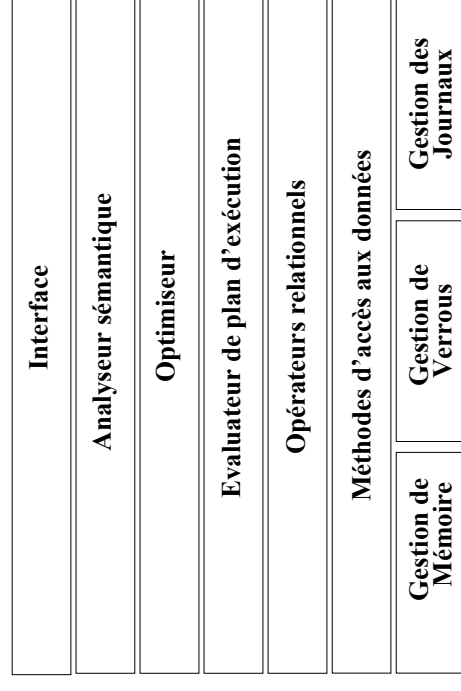 Interface
Analyseur sémantique
Optimiseur
Evaluateur de plan d'exécution
Opérateurs relationnels
Méthodes d'accès aux données
Gestion de
Mémoire
Gestion de
Verrous
Gestion des
Journaux